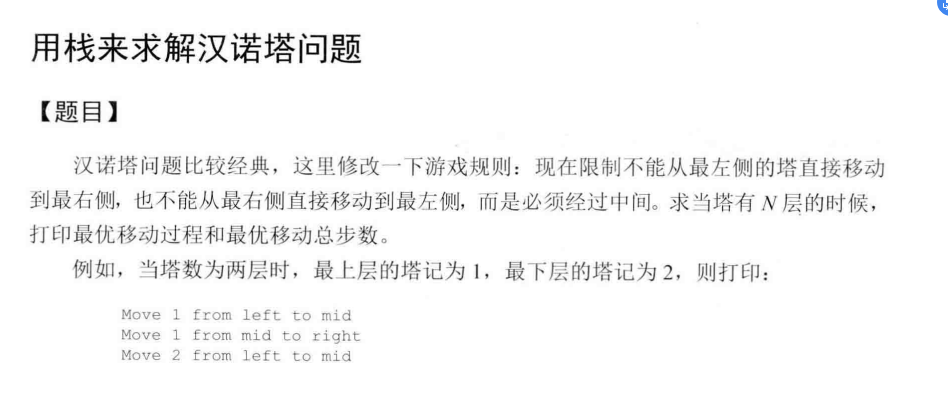 用栈来求解汉诺塔问题
【题目】
汉诺塔问题比较经典，这里修改一下游戏规则：现在限制不能从最左侧的塔直接移动
到最右侧，也不能从最右侧直接移动到最左侧，而是必须经过中间。求当塔有 N 层的时候，
打印最优移动过程和最优移动总步数。
例如，当塔数为两层时，最上层的塔记为 1，最下层的塔记为 2，则打印：
Move 1 from left to mid
Move 1 from mid to right
Move 2 from left to mid